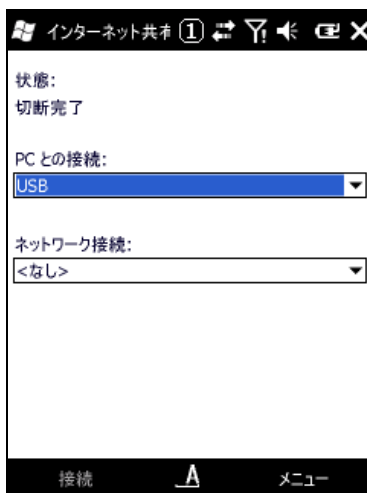 インターネット共有 1
状態:
切断完了
PC との接続:
USB
ネットワーク接続:
<なし>
接続 A メニュー